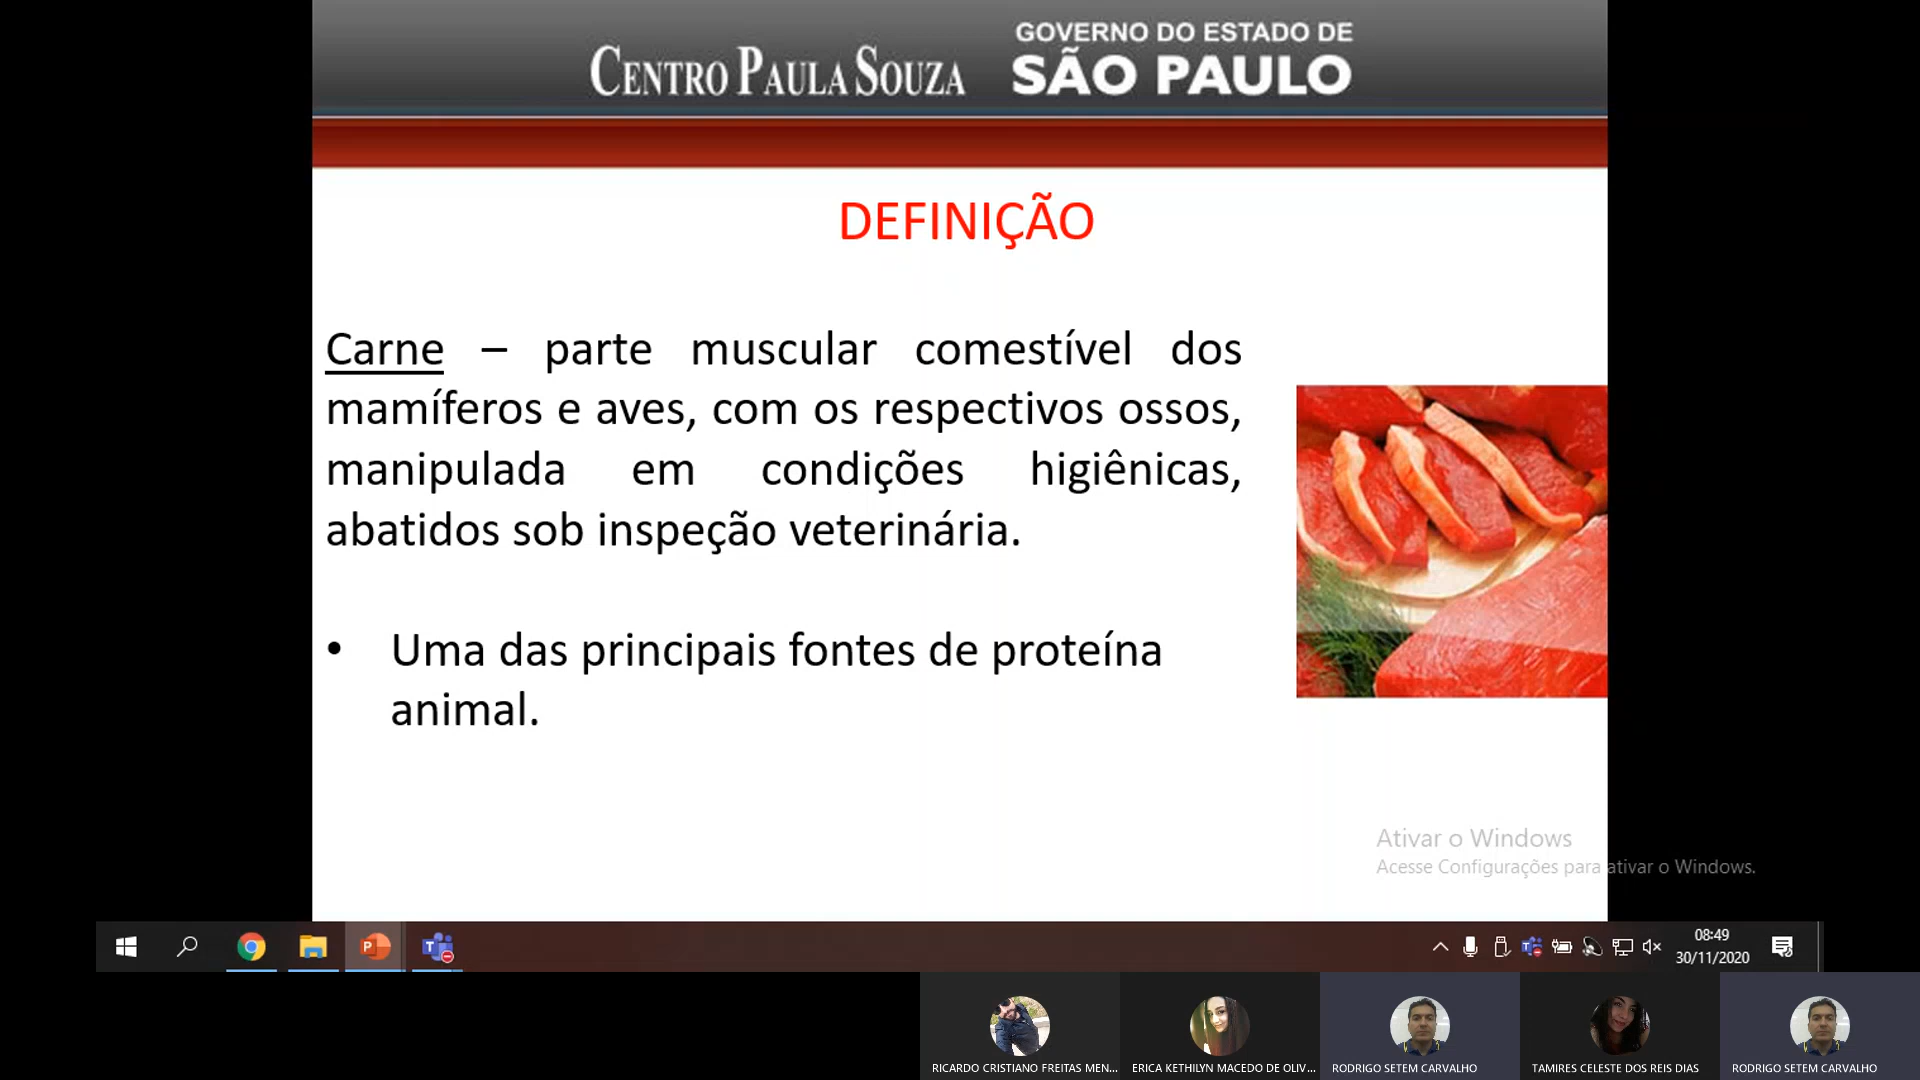 CENTRO PAULA SOUZA
GOVERNO DO ESTADO DE
SÃO PAULO
DEFINIÇÃO
Carne – parte muscular comestível dos
mamíferos e aves, com os respectivos ossos,
manipulada em condições higiênicas,
abatidos sob inspeção veterinária.
• Uma das principais fontes de proteína
animal.
Ativar o Windows
Acesse Configurações para ativar o Windows.
08:49
30/11/2020
RICARDO CRISTIANO FREITAS MEN...
ERICA KETHILYN MACEDO DE OLIV...
RODRIGO SETEM CARVALHO
TAMIRES CELESTE DOS REIS DIAS
RODRIGO SETEM CARVALHO